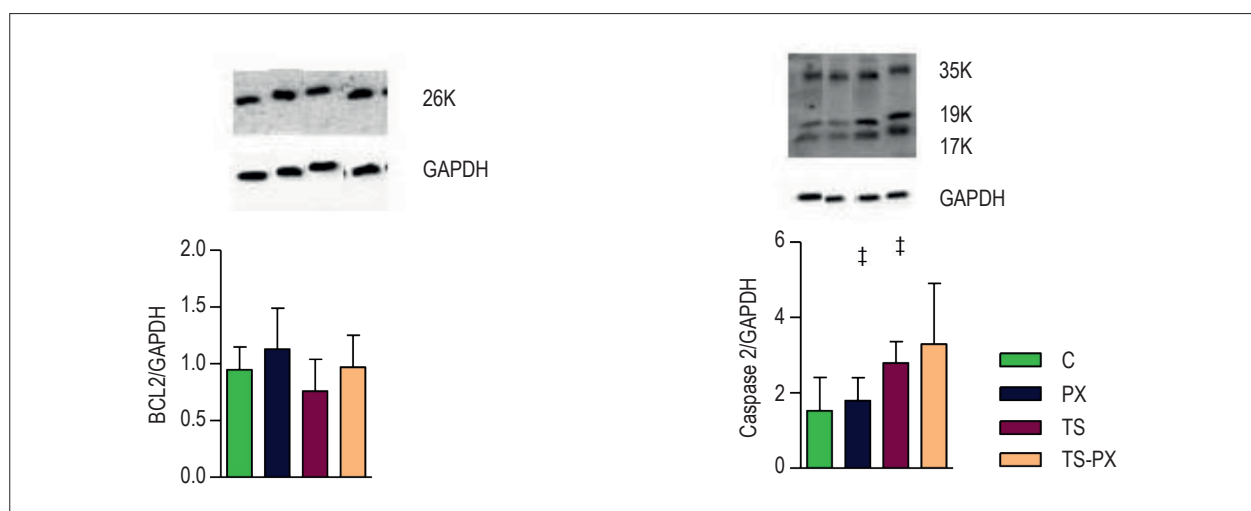 26K
GAPDH
2.0
1.5
1.0
0.5
0.0
BCL2/GAPDH
35K
19K
17K
GAPDH
6
4
2
0
Caspase 2/GAPDH
‡ ‡
C
PX
TS
TS-PX